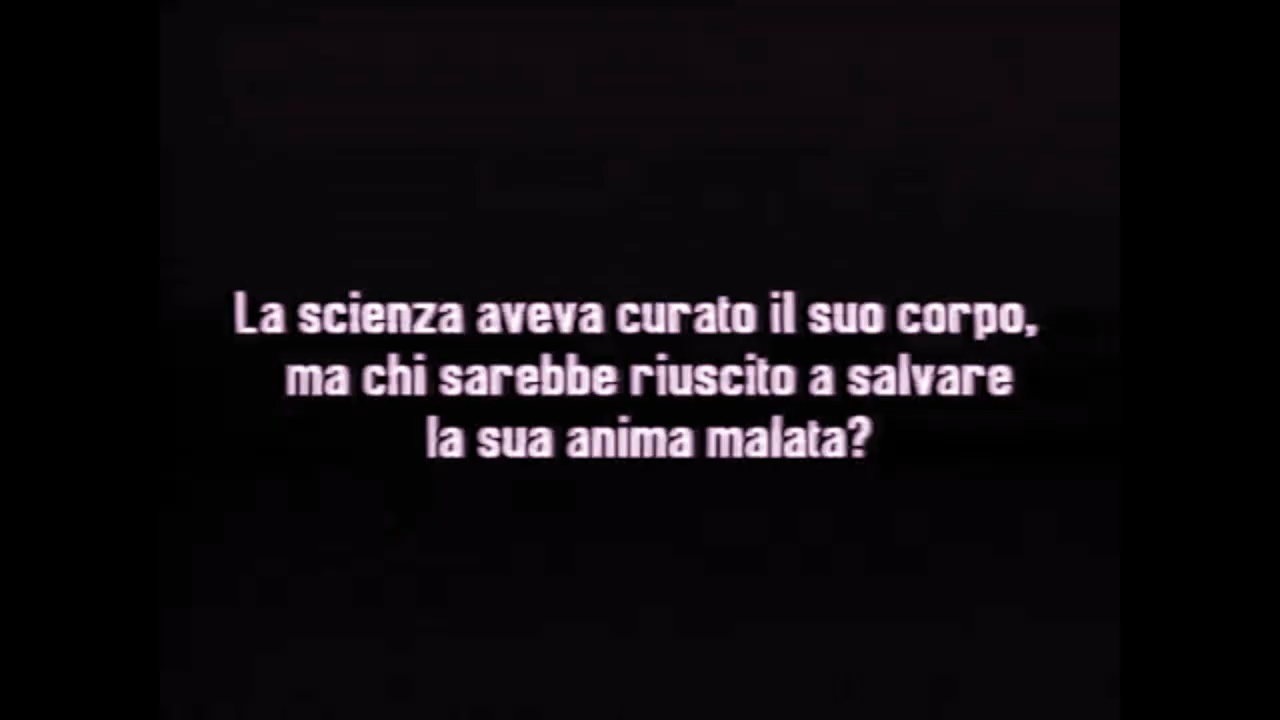 La scienza aveva curato il suo corpo,
ma chi sarebbe riuscito a salvare
la sua anima malata?